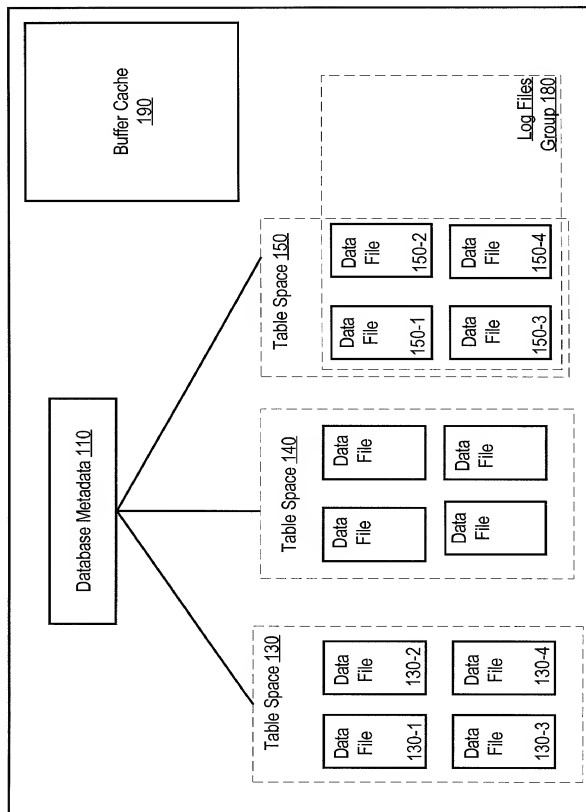 Database Metadata 110
Buffer Cache
190
Table Space 130
Data
File
130-1
Data
File
130-2
Data
File
130-3
Data
File
130-4
Table Space 140
Data
File
Data
File
Data
File
Data
File
Table Space 150
Data
File
150-1
Data
File
150-2
Data
File
150-3
Data
File
150-4
Log Files
Group 180